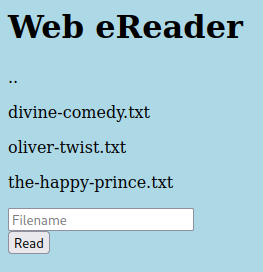 Web eReader
..
divine-comedy.txt
oliver-twist.txt
the-happy-prince.txt
Filename
Read